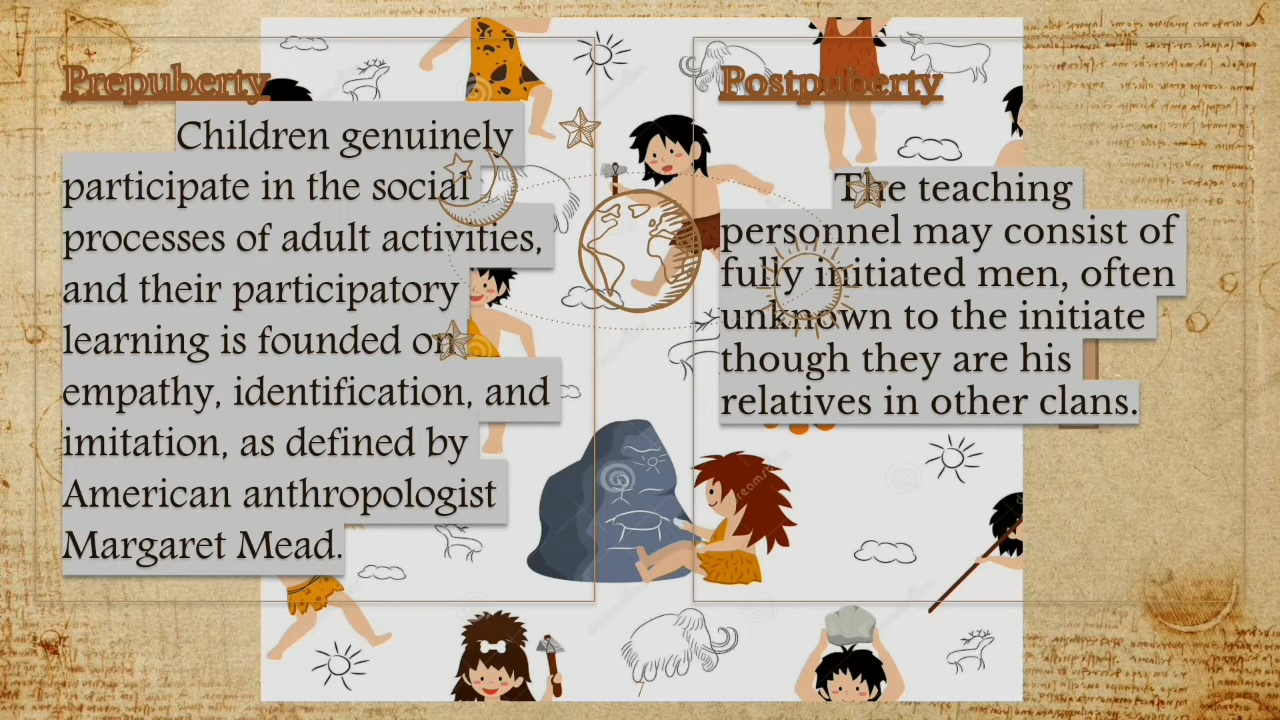 Prepuberty
Children genuinely
participate in the social
processes of adult activities,
and their participatory
learning is founded on
empathy, identification, and
imitation, as defined by
American anthropologist
Margaret Mead.
Postpuberty
The teaching
personnel may consist of
fully initiated men, often
unknown to the initiate
though they are his
relatives in other clans.